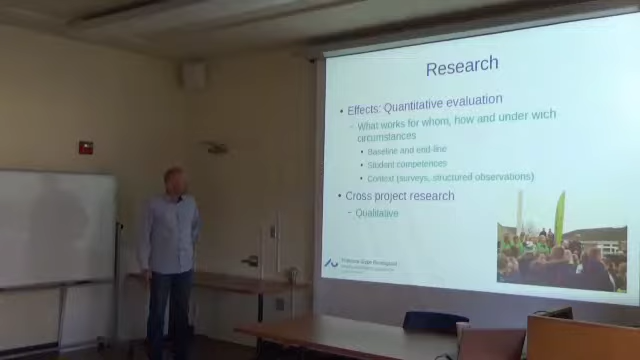 Research
• Effects: Quantitative evaluation
– What works for whom, how and under wich
circumstances
• Baseline and end-line
• Student competences
• Context (surveys, structured observations)
• Cross project research
– Qualitative